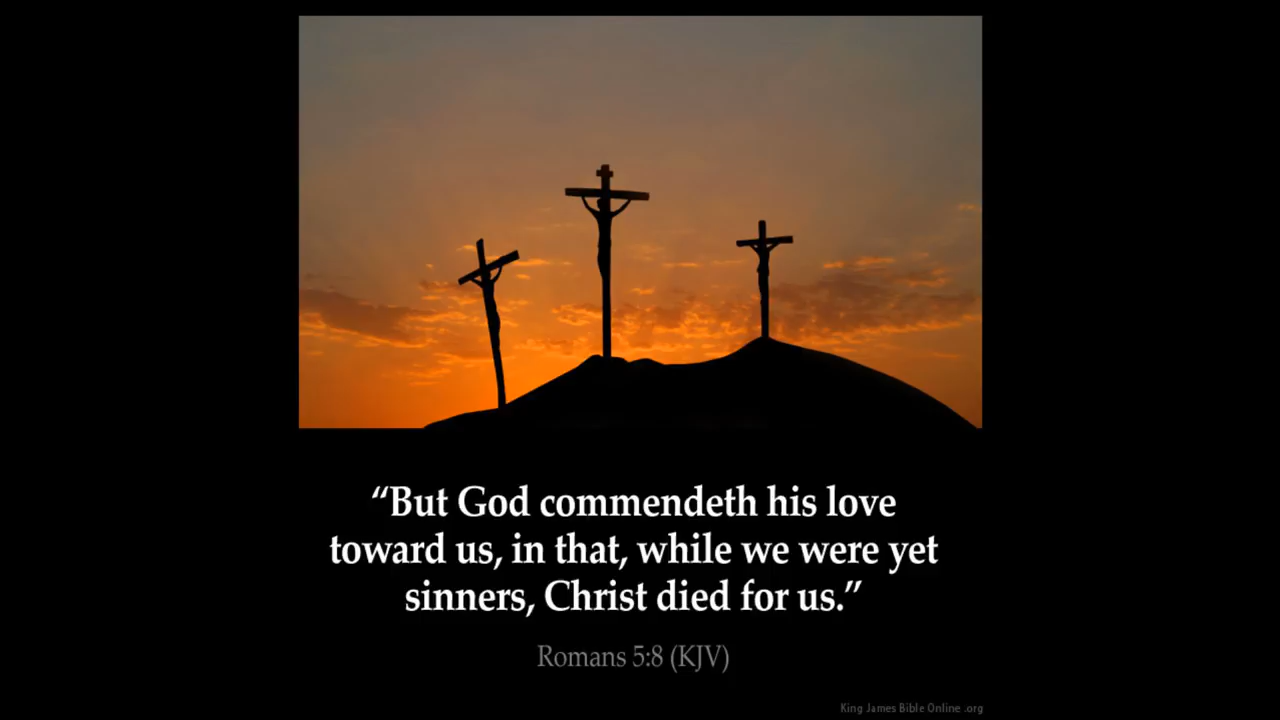 “But God commendeth his love
toward us, in that, while we were yet
sinners, Christ died for us.”
Romans 5:8 (KJV)
King James Bible Online .org